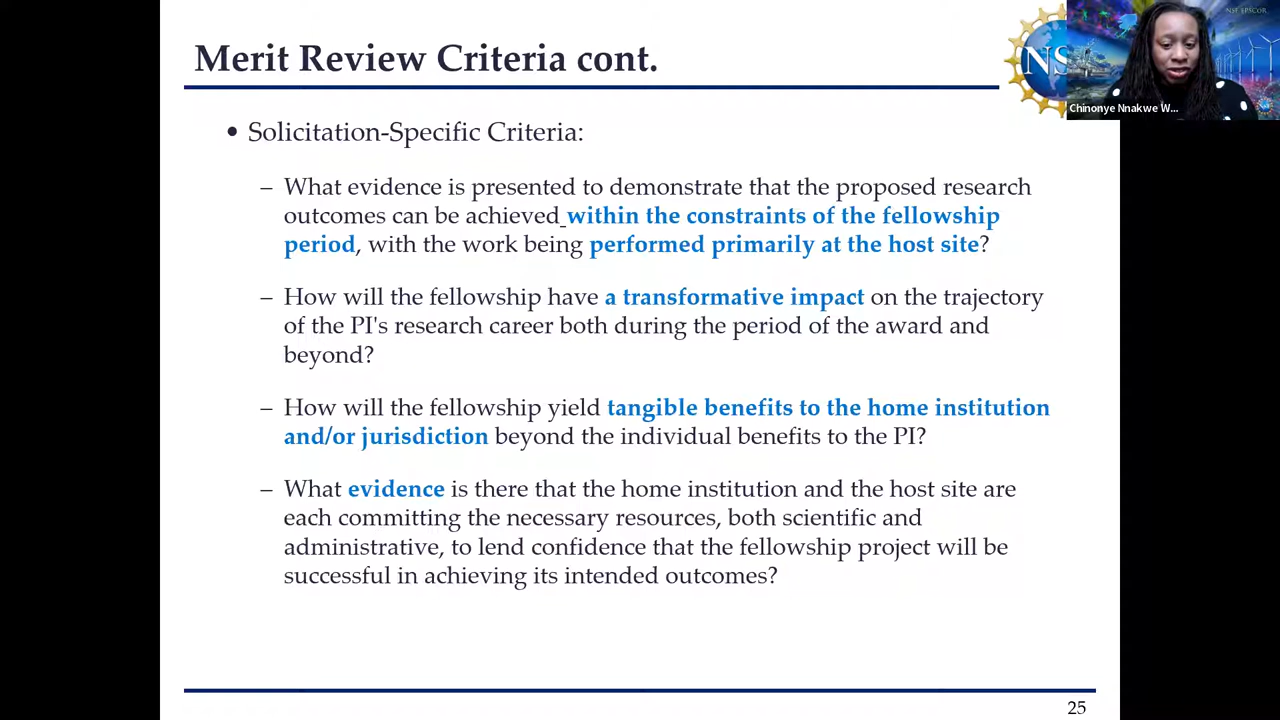 Merit Review Criteria cont.
NS
NSF EPSCOR
Chinonye Nnakwe W...
• Solicitation-Specific Criteria:
– What evidence is presented to demonstrate that the proposed research
outcomes can be achieved within the constraints of the fellowship
period, with the work being performed primarily at the host site?
– How will the fellowship have a transformative impact on the trajectory
of the PI's research career both during the period of the award and
beyond?
– How will the fellowship yield tangible benefits to the home institution
and/or jurisdiction beyond the individual benefits to the PI?
– What evidence is there that the home institution and the host site are
each committing the necessary resources, both scientific and
administrative, to lend confidence that the fellowship project will be
successful in achieving its intended outcomes?
25